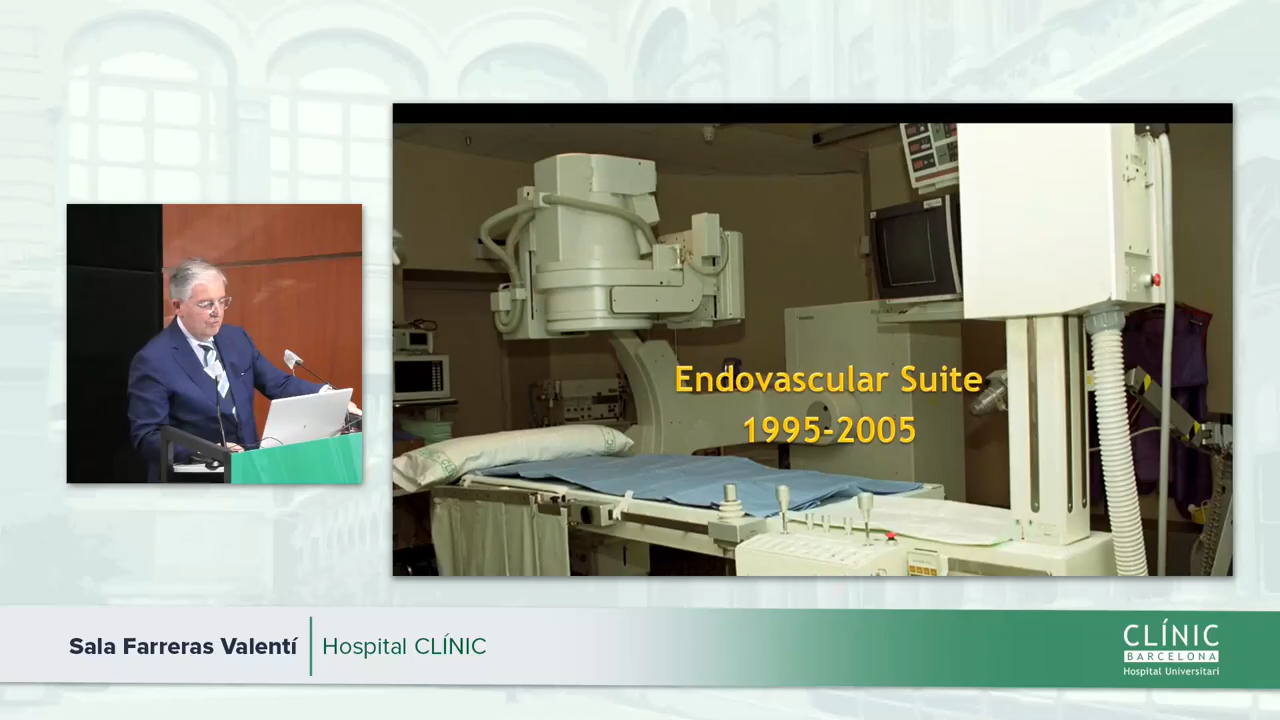 Endovascular Suite
1995-2005
Sala Farreras Valentí
Hospital CLÍNIC
CLÍNIC
BARCELONA
Hospital Universitari